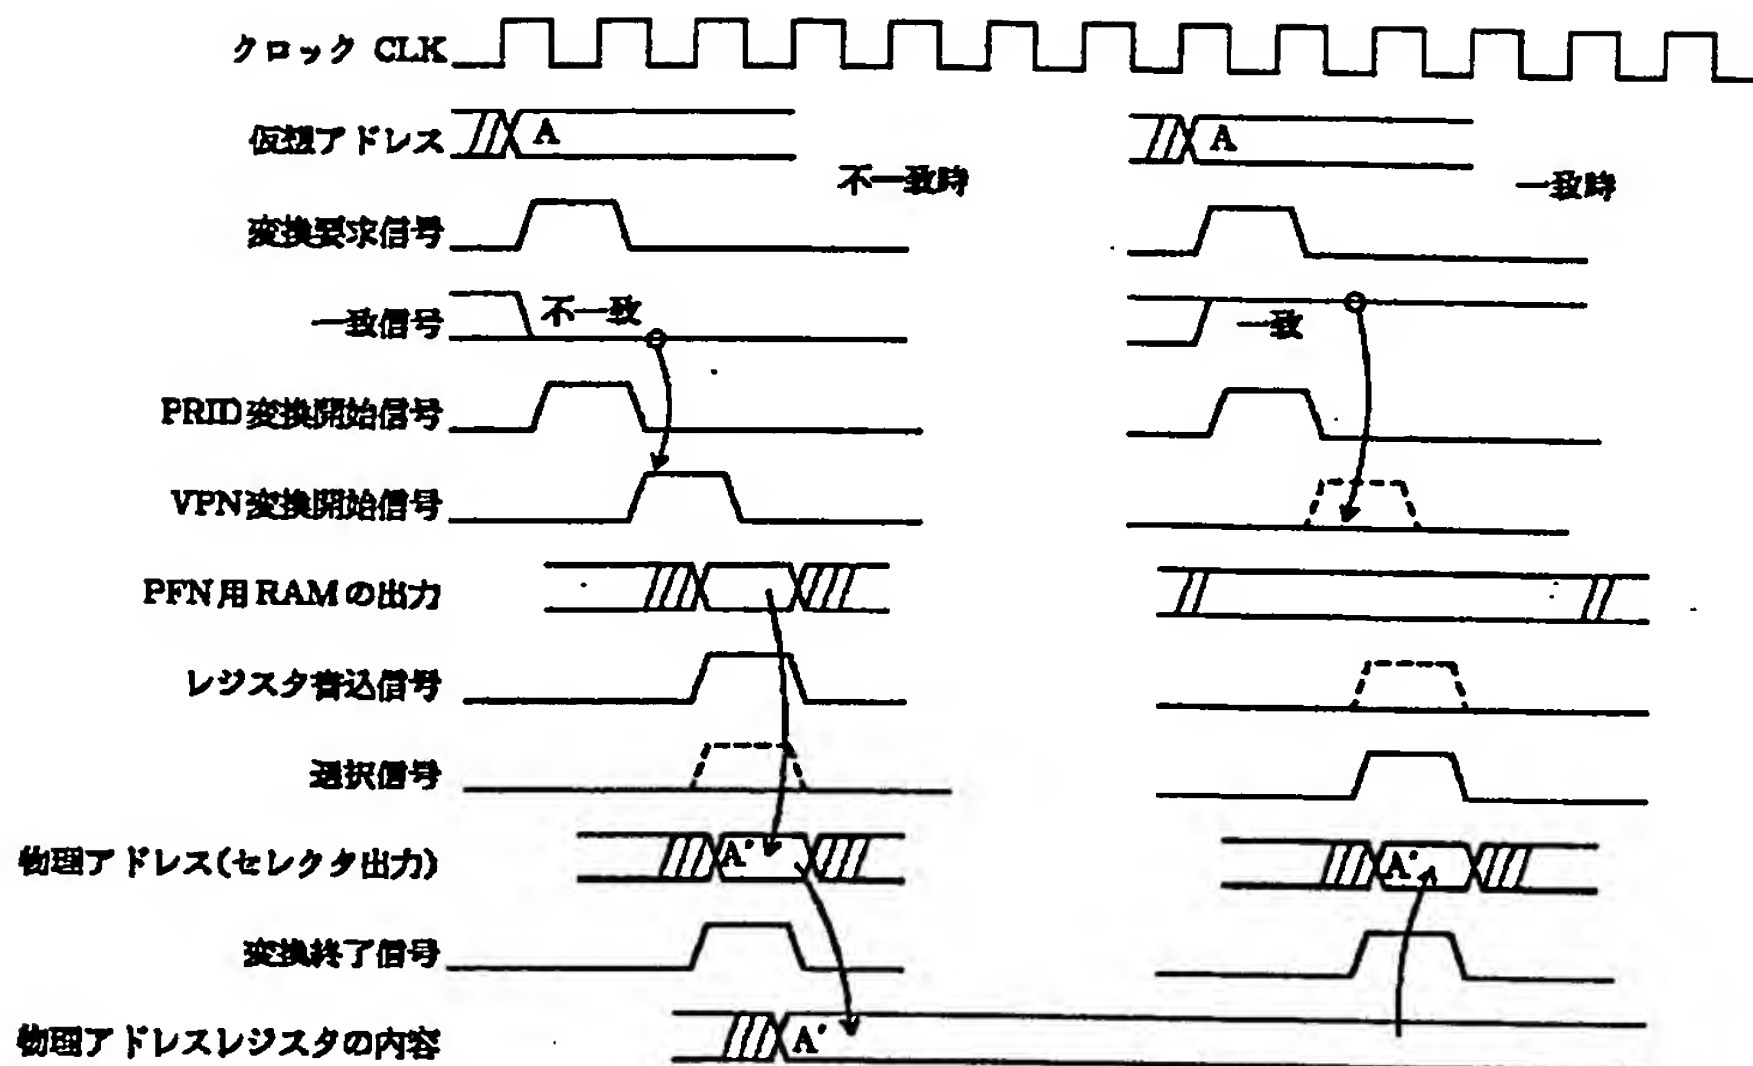 クロック CLK
仮想アドレス
A
A
不一致時
一致時
変換要求信号
一致信号
不一致
一致
PRID変換開始信号
VPN変換開始信号
PFN用RAMの出力
レジスタ書込信号
選択信号
物理アドレス(セレクタ出力)
A'
A'
変換終了信号
物理アドレスレジスタの内容
A'